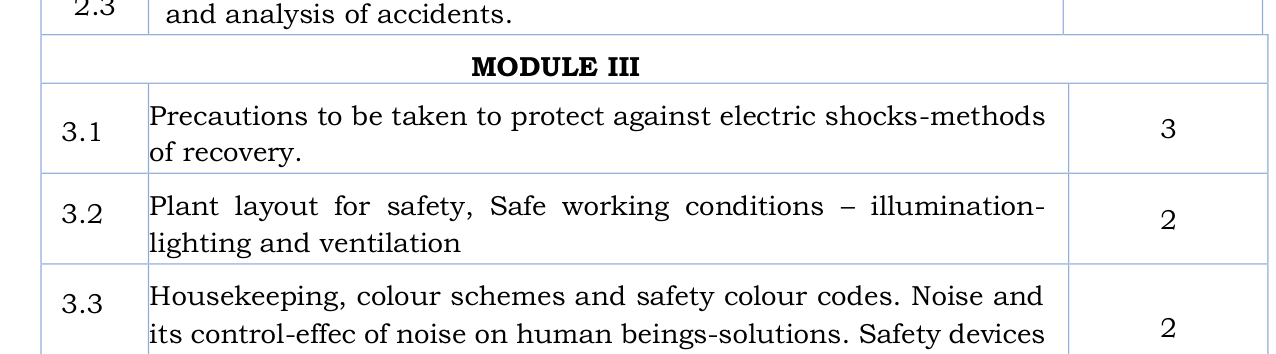 2.3 and analysis of accidents.
MODULE III
Precautions to be taken to protect against electric shocks-methods
3.1 3
of recovery.
Plant layout for safety, Safe working conditions – illumination-
3.2 2
lighting and ventilation
3.3 Housekeeping, colour schemes and safety colour codes. Noise and
its control-effec of noise on human beings-solutions. Safety devices 2